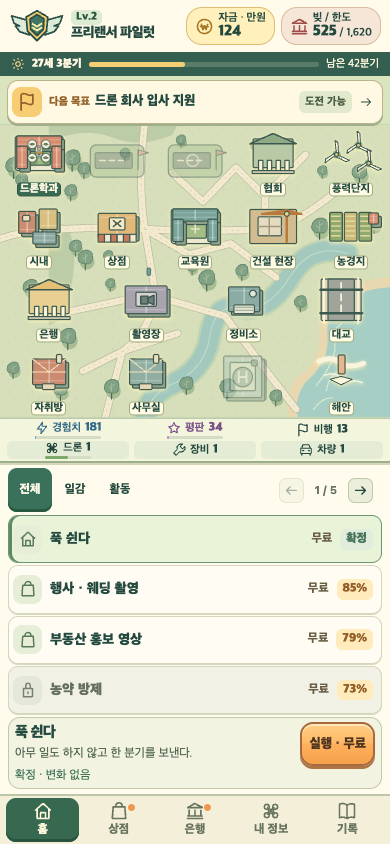 Lv.2
프리랜서 파일럿
자금 · 만원
124
빚 / 한도
525 / 1,620
27세 3분기
남은 42분기
다음 목표 드론 회사 입사 지원
도전 가능
드론학과
협회
풍력단지
시내
상점
교육원
건설 현장
농경지
은행
촬영장
정비소
대교
자취방
사무실
H
해안
경험치 181
평판 34
비행 13
드론 1
장비 1
차량 1
전체
일감
활동
1 / 5
푹 쉰다
무료
확정
행사 · 웨딩 촬영
무료
85%
부동산 홍보 영상
무료
79%
농약 방제
무료
73%
푹 쉰다
아무 일도 하지 않고 한 분기를 보낸다.
확정 · 변화 없음
실행 · 무료
홈
상점
은행
내 정보
기록